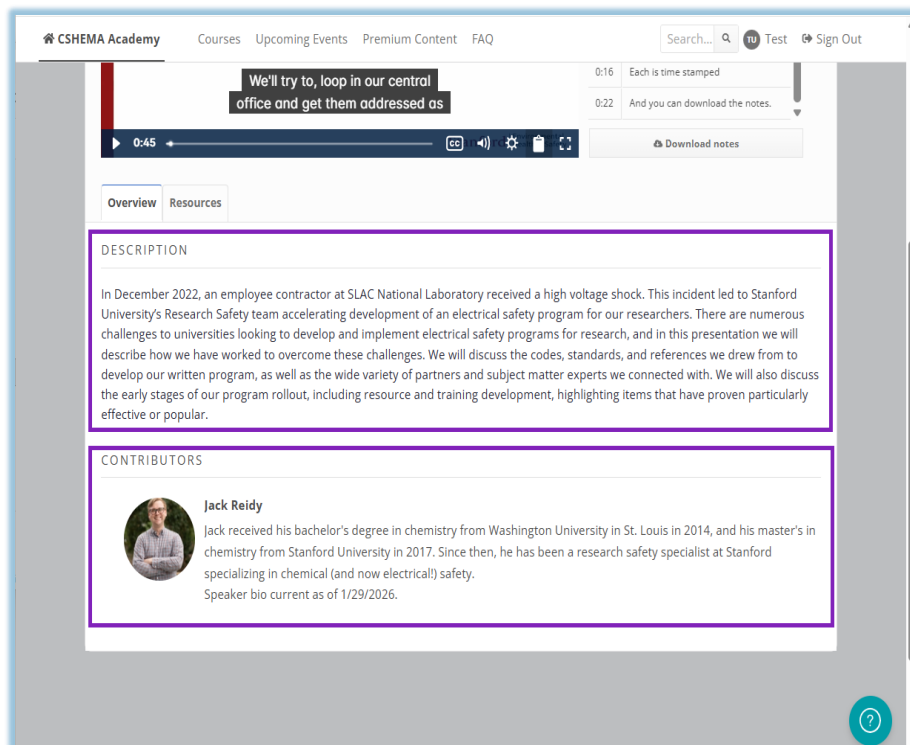 CSHEMA Academy
Courses Upcoming Events Premium Content FAQ
Search... TU Test Sign Out
We'll try to, loop in our central
office and get them addressed as
0:16 Each is time stamped
0:22 And you can download the notes.
0:45 CC
Download notes
Overview Resources
DESCRIPTION
In December 2022, an employee contractor at SLAC National Laboratory received a high voltage shock. This incident led to Stanford
University's Research Safety team accelerating development of an electrical safety program for our researchers. There are numerous
challenges to universities looking to develop and implement electrical safety programs for research, and in this presentation we will
describe how we have worked to overcome these challenges. We will discuss the codes, standards, and references we drew from to
develop our written program, as well as the wide variety of partners and subject matter experts we connected with. We will also discuss
the early stages of our program rollout, including resource and training development, highlighting items that have proven particularly
effective or popular.
CONTRIBUTORS
Jack Reidy
Jack received his bachelor's degree in chemistry from Washington University in St. Louis in 2014, and his master's in
chemistry from Stanford University in 2017. Since then, he has been a research safety specialist at Stanford
specializing in chemical (and now electrical!) safety.
Speaker bio current as of 1/29/2026.
?